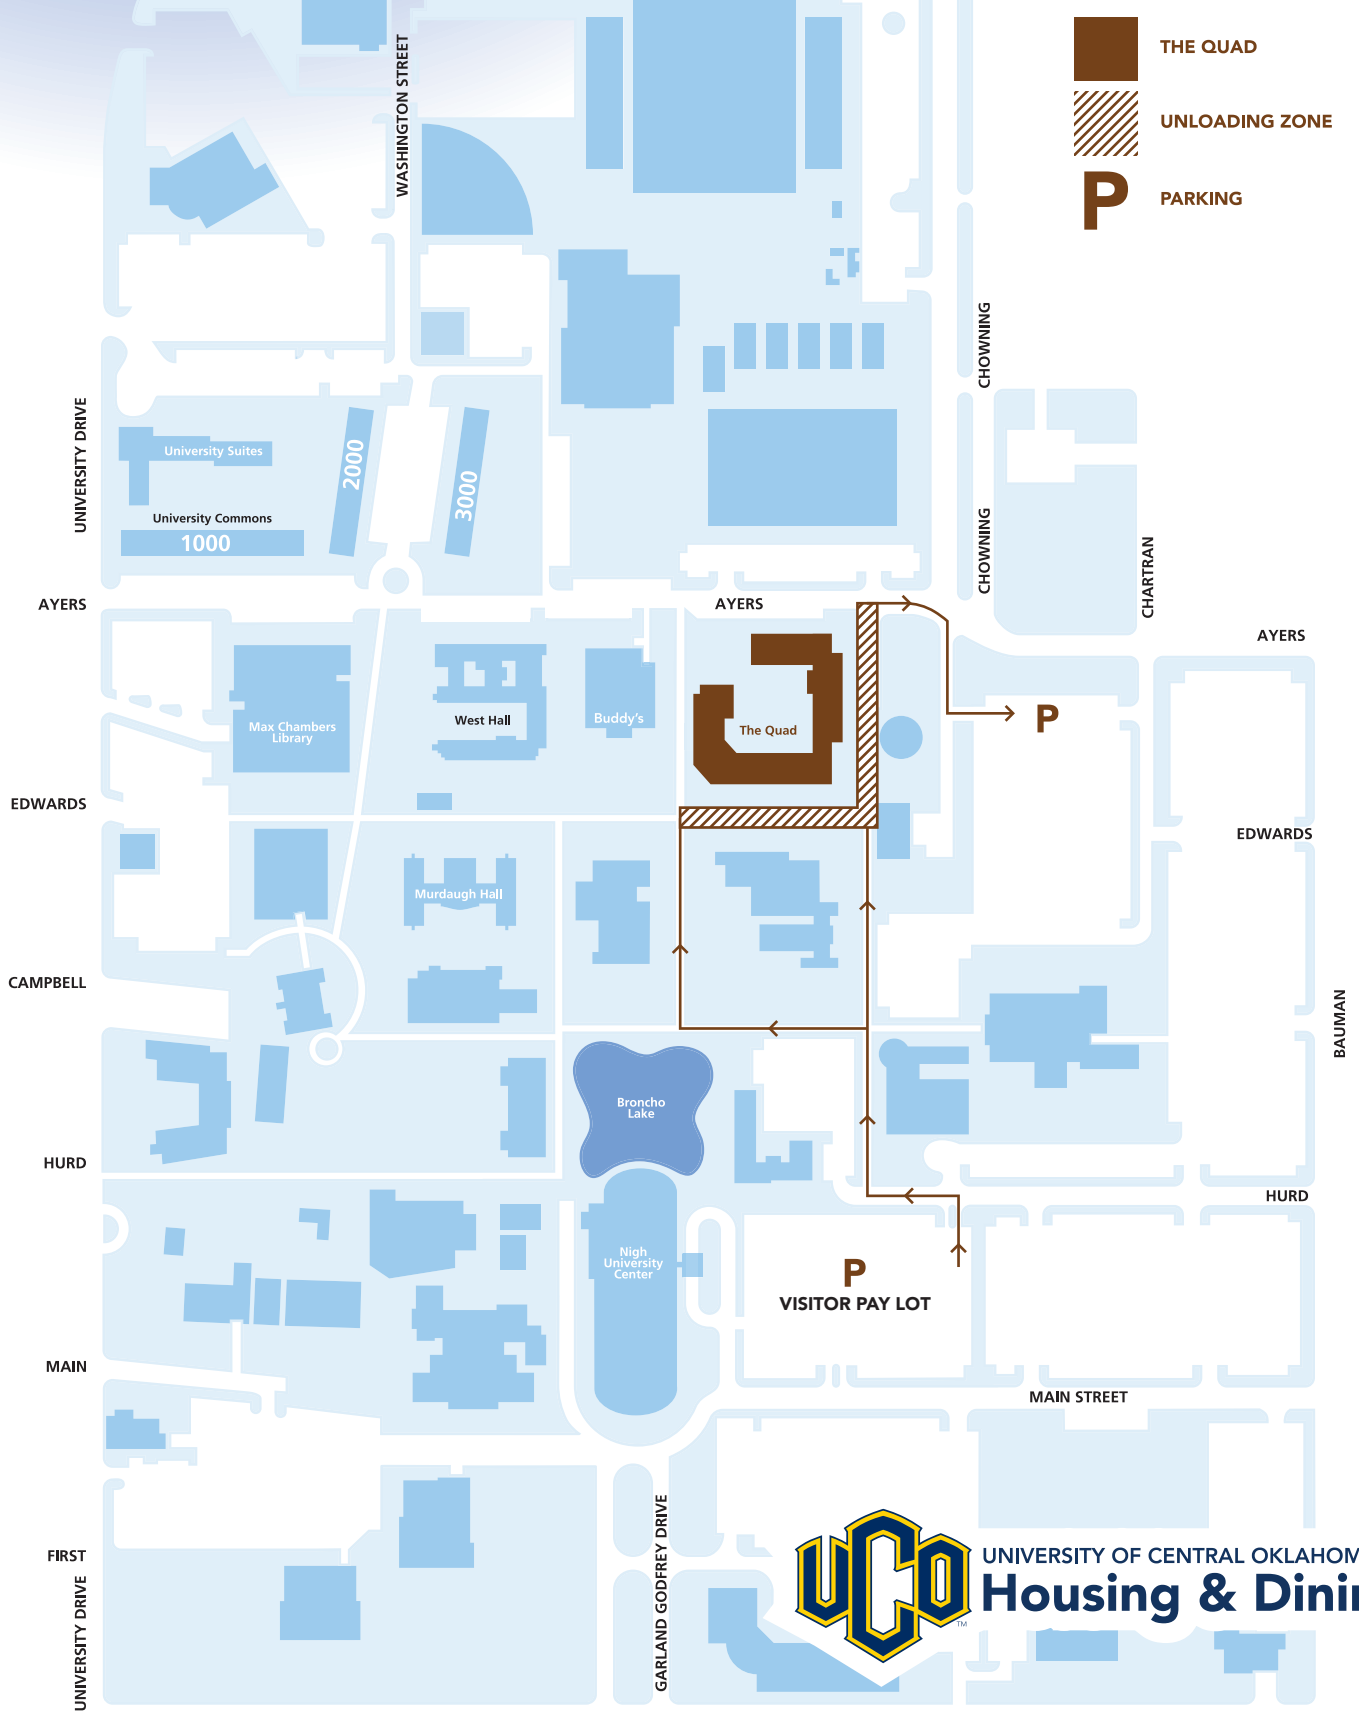 THE QUAD
UNLOADING ZONE
P
PARKING
WASHINGTON STREET
CHOWNING
UNIVERSITY DRIVE
University Suites
2000
3000
University Commons
1000
CHOWNING
CHARTRAN
AYERS
AYERS
AYERS
Max Chambers
Library
West Hall
Buddy's
The Quad
P
EDWARDS
EDWARDS
Murdaugh Hall
CAMPBELL
BAUMAN
Broncho
Lake
HURD
HURD
Nigh
University
Center
P
VISITOR PAY LOT
MAIN
MAIN STREET
GARLAND GODFREY DRIVE
FIRST
UNIVERSITY DRIVE
UCO
TM
UNIVERSITY OF CENTRAL OKLAHOM
Housing & Dini